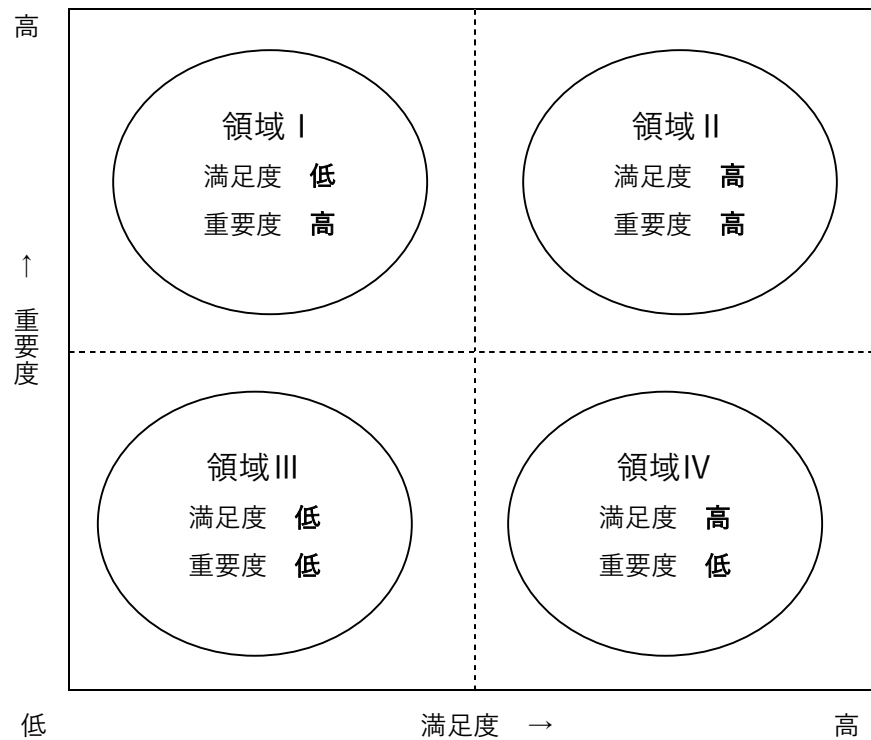 高
領域Ⅰ
満足度 低
重要度 高
領域Ⅱ
満足度 高
重要度 高
↑ 重要度
領域Ⅲ
満足度 低
重要度 低
領域Ⅳ
満足度 高
重要度 低
低
満足度 →
高